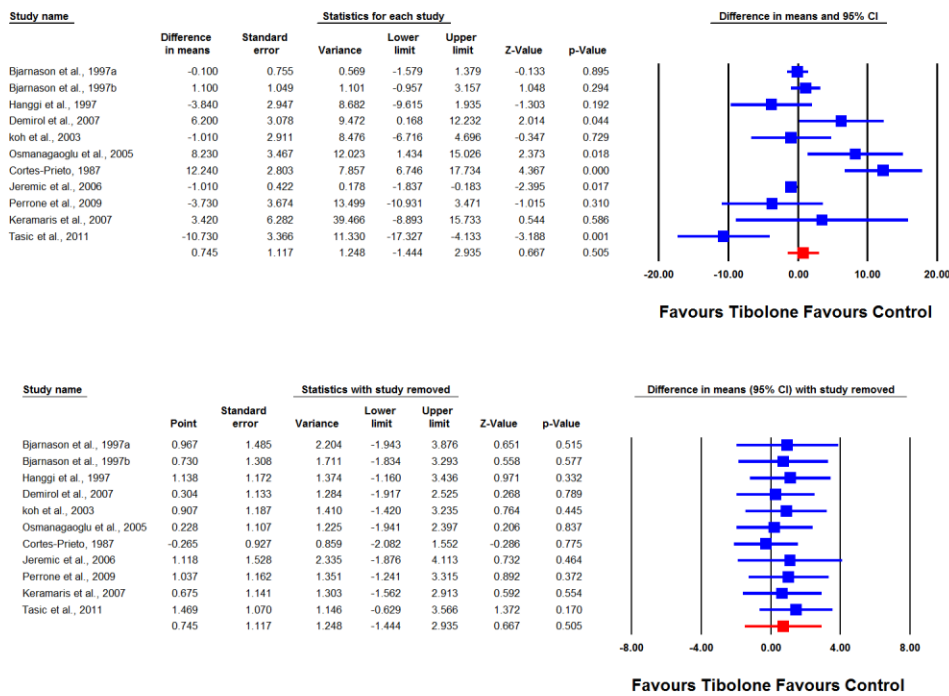 Study name Statistics for each study Difference in means and 95% CI
Difference in means Standard error Variance Lower limit Upper limit Z-Value p-Value
Bjarnason et al., 1997a -0.100 0.755 0.569 -1.579 1.379 -0.133 0.895
Bjarnason et al., 1997b 1.100 1.049 1.101 -0.957 3.157 1.048 0.294
Hanggi et al., 1997 -3.840 2.947 8.682 -9.615 1.935 -1.303 0.192
Demirol et al., 2007 6.200 3.078 9.472 0.168 12.232 2.014 0.044
koh et al., 2003 -1.010 2.911 8.476 -6.716 4.696 -0.347 0.729
Osmanagaoglu et al., 2005 8.230 3.467 12.023 1.434 15.026 2.373 0.018
Cortes-Prieto, 1987 12.240 2.803 7.857 6.746 17.734 4.367 0.000
Jeremic et al., 2006 -1.010 0.422 0.178 -1.837 -0.183 -2.395 0.017
Perrone et al., 2009 -3.730 3.674 13.499 -10.931 3.471 -1.015 0.310
Keramaris et al., 2007 3.420 6.282 39.466 -8.893 15.733 0.544 0.586
Tasic et al., 2011 -10.730 3.366 11.330 -17.327 -4.133 -3.188 0.001
0.745 1.117 1.248 -1.444 2.935 0.667 0.505
-20.00 -10.00 0.00 10.00 20.00
Favours Tibolone Favours Control
Study name Statistics with study removed Difference in means (95% CI) with study removed
Point Standard error Variance Lower limit Upper limit Z-Value p-Value
Bjarnason et al., 1997a 0.967 1.485 2.204 -1.943 3.876 0.651 0.515
Bjarnason et al., 1997b 0.730 1.308 1.711 -1.834 3.293 0.558 0.577
Hanggi et al., 1997 1.138 1.172 1.374 -1.160 3.436 0.971 0.332
Demirol et al., 2007 0.304 1.133 1.284 -1.917 2.525 0.268 0.789
koh et al., 2003 0.907 1.187 1.410 -1.420 3.235 0.764 0.445
Osmanagaoglu et al., 2005 0.228 1.107 1.225 -1.941 2.397 0.206 0.837
Cortes-Prieto, 1987 -0.265 0.927 0.859 -2.082 1.552 -0.286 0.775
Jeremic et al., 2006 1.118 1.528 2.335 -1.876 4.113 0.732 0.464
Perrone et al., 2009 1.037 1.162 1.351 -1.241 3.315 0.892 0.372
Keramaris et al., 2007 0.675 1.141 1.303 -1.562 2.913 0.592 0.554
Tasic et al., 2011 1.469 1.070 1.146 -0.629 3.566 1.372 0.170
0.745 1.117 1.248 -1.444 2.935 0.667 0.505
-8.00 -4.00 0.00 4.00 8.00
Favours Tibolone Favours Control